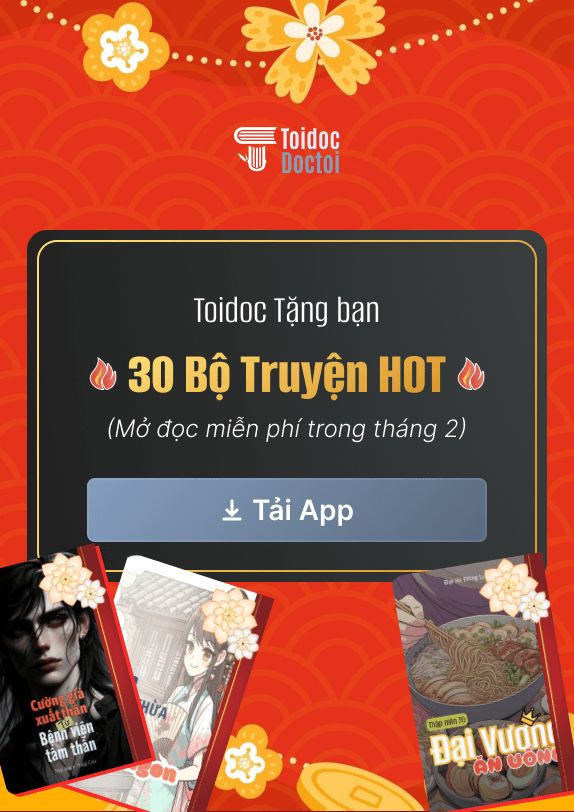 Toidoc
Doctoi
Toidoc Tặng bạn
30 Bộ Truyện HOT
(Mở đọc miễn phí trong tháng 2)
Tải App
Cường giả
xuất thân
Từ
Bệnh viện
tâm thần
Thập niên 70
Đại Vương
ĂN UỐNG